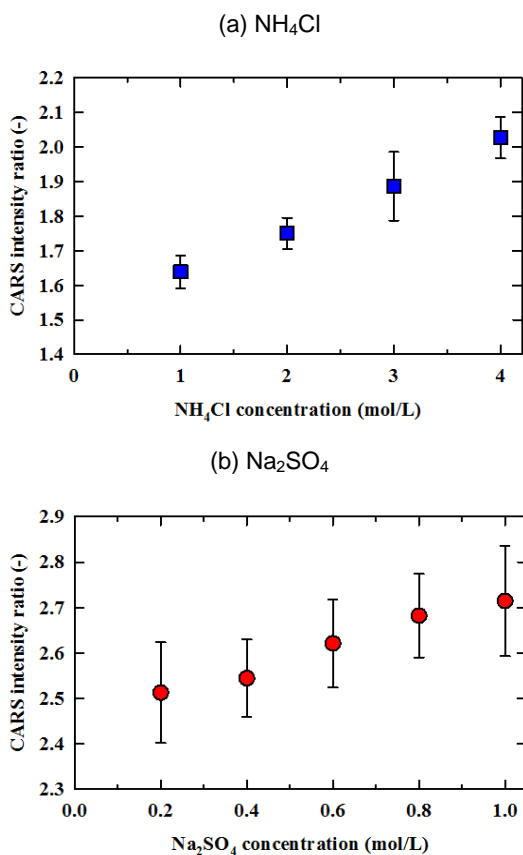 (a) NH₄Cl
2.2
2.1
2.0
1.9
1.8
1.7
1.6
1.5
1.4
CARS intensity ratio (-)
0 1 2 3 4
NH₄Cl concentration (mol/L)
(b) Na₂SO₄
2.9
2.8
2.7
2.6
2.5
2.4
2.3
CARS intensity ratio (-)
0.0 0.2 0.4 0.6 0.8 1.0
Na₂SO₄ concentration (mol/L)